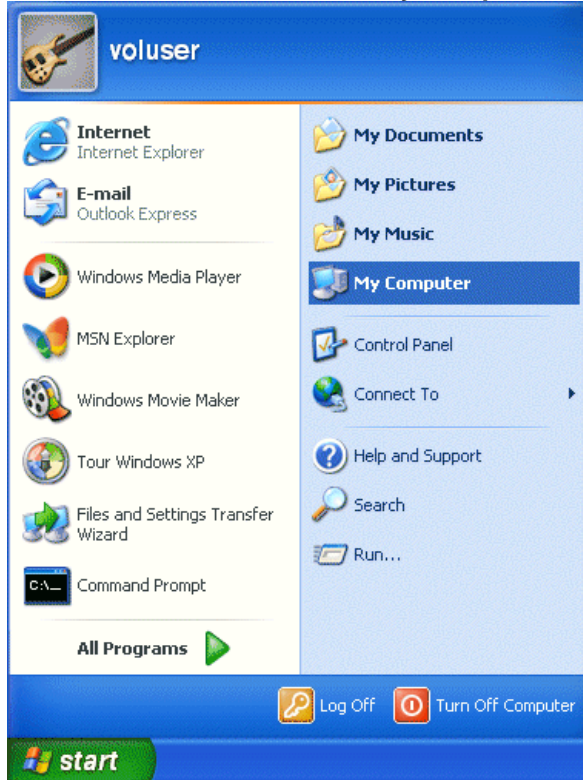 voluser
Internet
Internet Explorer
E-mail
Outlook Express
Windows Media Player
MSN Explorer
Windows Movie Maker
Tour Windows XP
Files and Settings Transfer
Wizard
C:\_
Command Prompt
All Programs
My Documents
My Pictures
My Music
My Computer
Control Panel
Connect To
Help and Support
Search
Run...
Log Off
Turn Off Computer
start